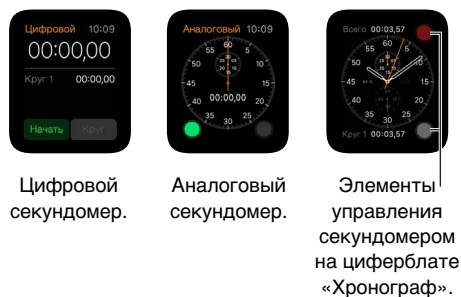 Цифровой 10:09
00:00,00
Круг 1 00:00,00
Начать Круг
Аналоговый 10:09
60
55 5
50 10
45 15
40 20
35 25
30
00:00,00
Всего 00:03,57
60
55 5
50 10
45 15
40 20
35 25
30
Круг 1 00:03,57
Цифровой
секундомер.
Аналоговый
секундомер.
Элементы
управления
секундомером
на циферблате
«Хронограф».